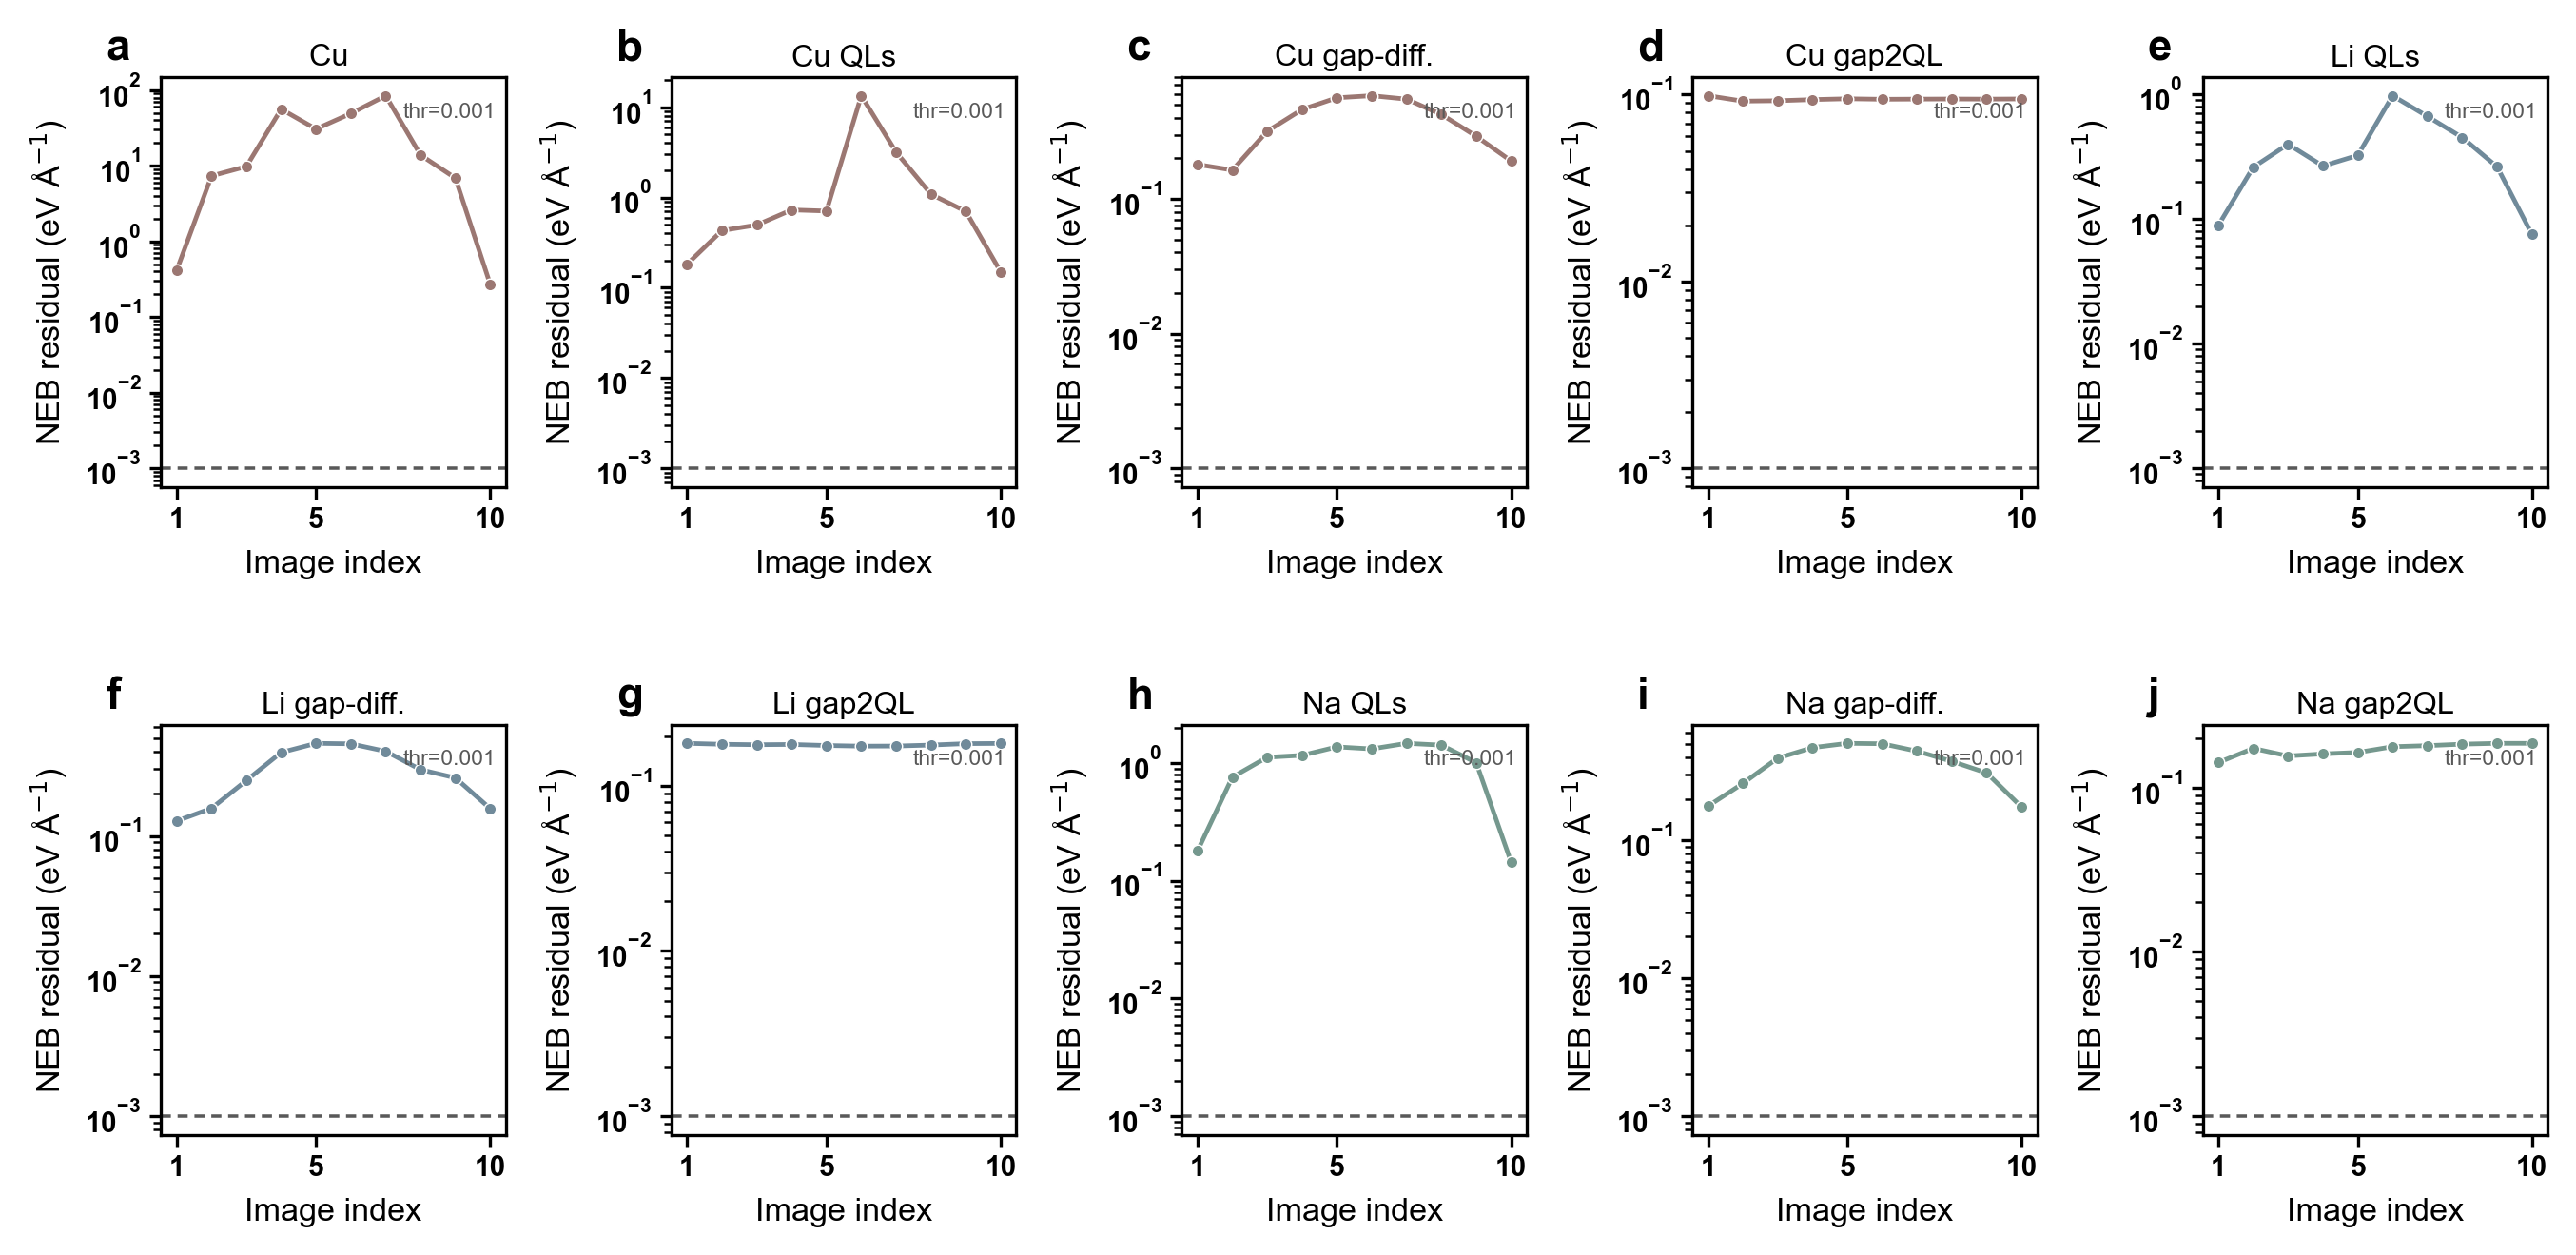 a
Cu
NEB residual (eV Å⁻¹)
10²
10¹
10⁰
10⁻¹
10⁻²
10⁻³
thr=0.001
1 5 10
Image index
b
Cu QLs
NEB residual (eV Å⁻¹)
10¹
10⁰
10⁻¹
10⁻²
10⁻³
thr=0.001
1 5 10
Image index
c
Cu gap-diff.
NEB residual (eV Å⁻¹)
10⁻¹
10⁻²
10⁻³
thr=0.001
1 5 10
Image index
d
Cu gap2QL
NEB residual (eV Å⁻¹)
10⁻¹
10⁻²
10⁻³
thr=0.001
1 5 10
Image index
e
Li QLs
NEB residual (eV Å⁻¹)
10⁰
10⁻¹
10⁻²
10⁻³
thr=0.001
1 5 10
Image index
f
Li gap-diff.
NEB residual (eV Å⁻¹)
10⁻¹
10⁻²
10⁻³
thr=0.001
1 5 10
Image index
g
Li gap2QL
NEB residual (eV Å⁻¹)
10⁻¹
10⁻²
10⁻³
thr=0.001
1 5 10
Image index
h
Na QLs
NEB residual (eV Å⁻¹)
10⁰
10⁻¹
10⁻²
10⁻³
thr=0.001
1 5 10
Image index
i
Na gap-diff.
NEB residual (eV Å⁻¹)
10⁻¹
10⁻²
10⁻³
thr=0.001
1 5 10
Image index
j
Na gap2QL
NEB residual (eV Å⁻¹)
10⁻¹
10⁻²
10⁻³
thr=0.001
1 5 10
Image index